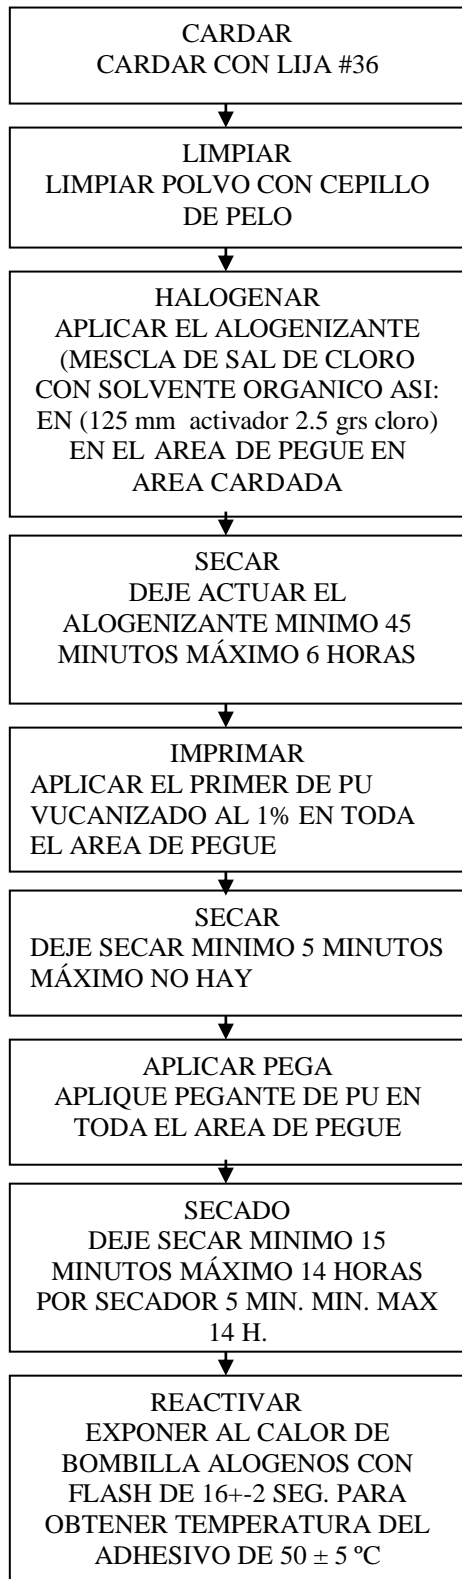 CARDAR
CARDAR CON LIJA #36
LIMPIAR
LIMPIAR POLVO CON CEPILLO
DE PELO
HALOGENAR
APLICAR EL ALOGENIZANTE
(MESCLA DE SAL DE CLORO
CON SOLVENTE ORGANICO ASI:
EN (125 mm activador 2.5 grs cloro)
EN EL AREA DE PEGUE EN
AREA CARDADA
SECAR
DEJE ACTUAR EL
ALOGENIZANTE MINIMO 45
MINUTOS MÁXIMO 6 HORAS
IMPRIMAR
APLICAR EL PRIMER DE PU
VUCANIZADO AL 1% EN TODA
EL AREA DE PEGUE
SECAR
DEJE SECAR MINIMO 5 MINUTOS
MÁXIMO NO HAY
APLICAR PEGA
APLIQUE PEGANTE DE PU EN
TODA EL AREA DE PEGUE
SECADO
DEJE SECAR MINIMO 15
MINUTOS MÁXIMO 14 HORAS
POR SECADOR 5 MIN. MIN. MAX
14 H.
REACTIVAR
EXPONER AL CALOR DE
BOMBILLA ALOGENOS CON
FLASH DE 16+-2 SEG. PARA
OBTENER TEMPERATURA DEL
ADHESIVO DE 50 ± 5 ºC